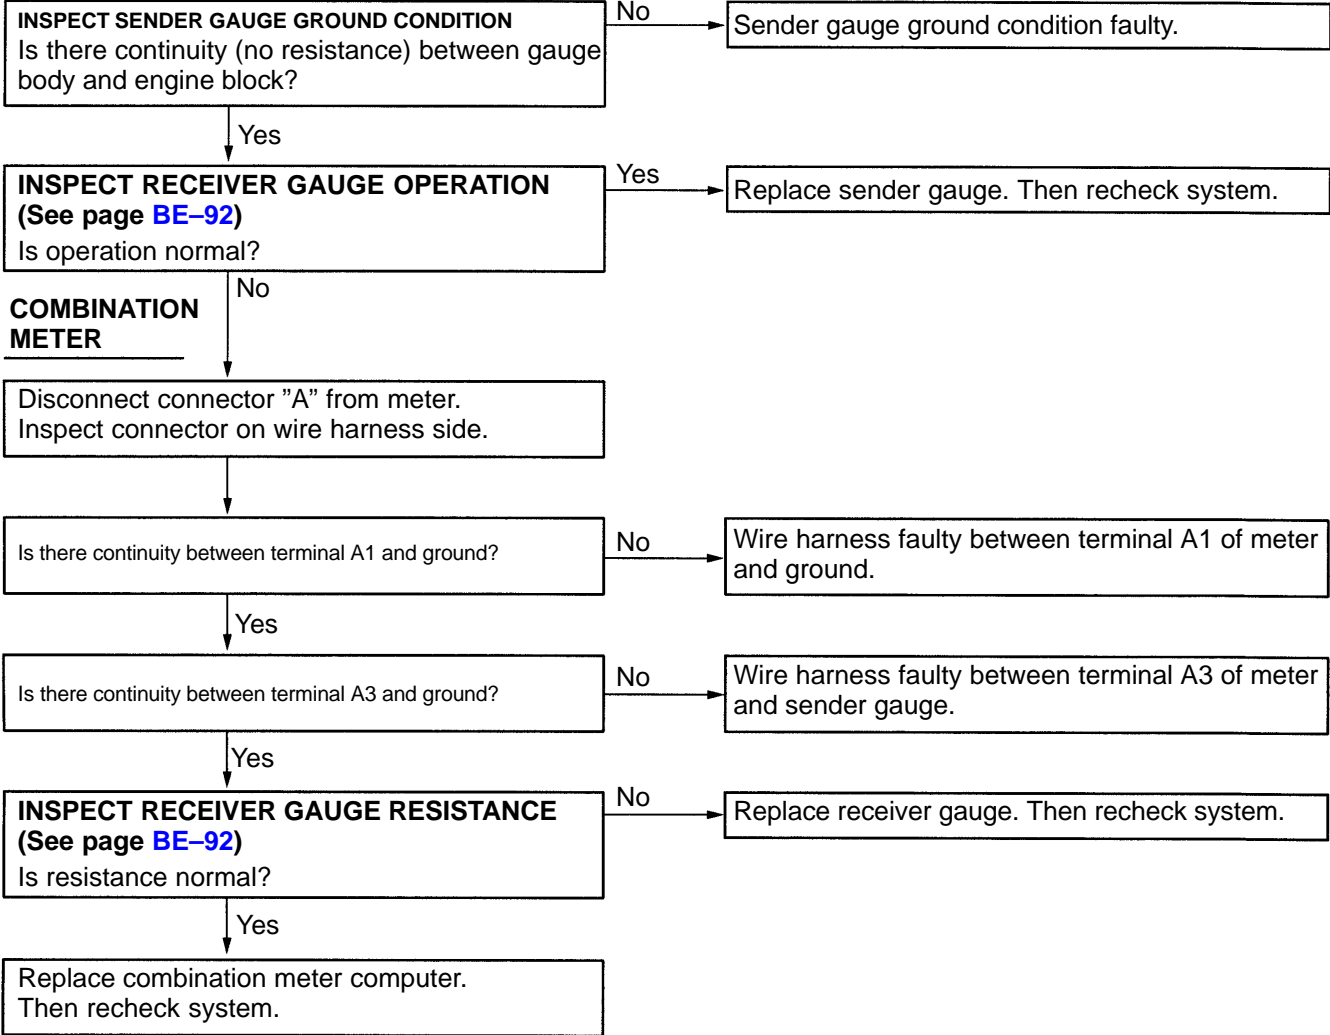 INSPECT SENDER GAUGE GROUND CONDITION
Is there continuity (no resistance) between gauge
body and engine block?
No
Sender gauge ground condition faulty.
Yes
INSPECT RECEIVER GAUGE OPERATION
(See page BE–92)
Is operation normal?
Yes
Replace sender gauge. Then recheck system.
No
COMBINATION
METER
Disconnect connector ”A” from meter.
Inspect connector on wire harness side.
Is there continuity between terminal A1 and ground?
No
Wire harness faulty between terminal A1 of meter
and ground.
Yes
Is there continuity between terminal A3 and ground?
No
Wire harness faulty between terminal A3 of meter
and sender gauge.
Yes
INSPECT RECEIVER GAUGE RESISTANCE
(See page BE–92)
Is resistance normal?
No
Replace receiver gauge. Then recheck system.
Yes
Replace combination meter computer.
Then recheck system.